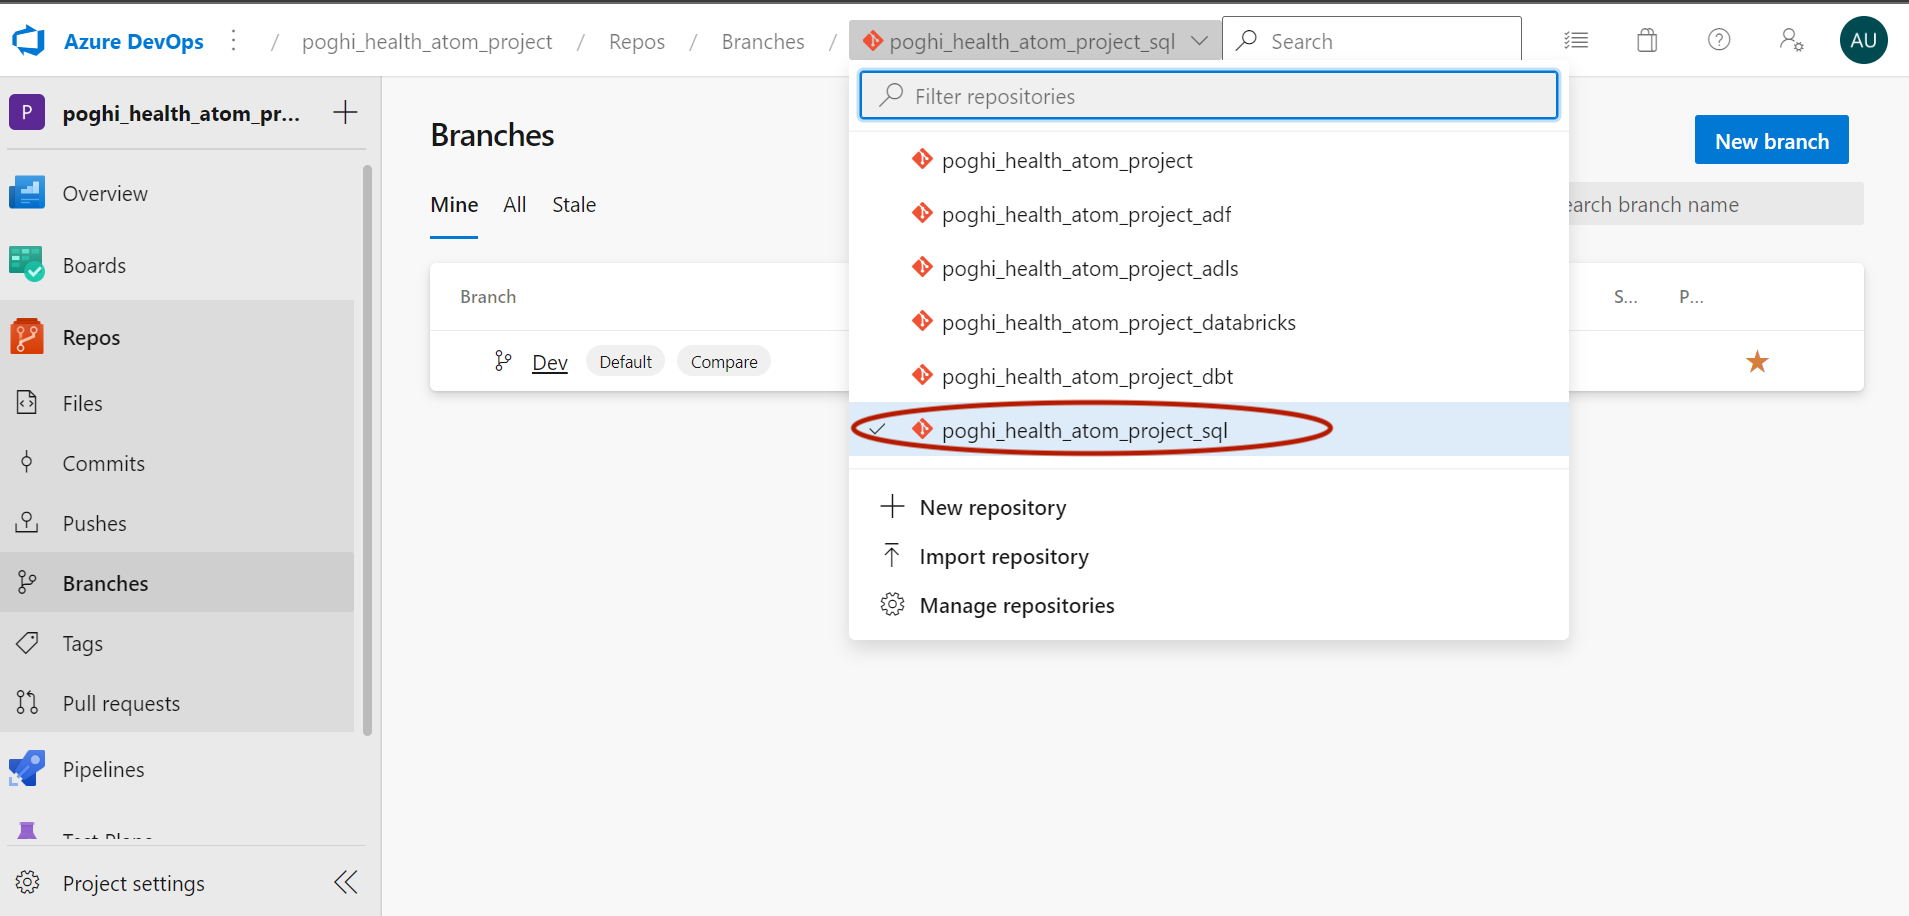 Azure DevOps / poghi_health_atom_project / Repos / Branches / poghi_health_atom_project_sql Search AU
P poghi_health_atom_pr...
Overview
Boards
Repos
Files
Commits
Pushes
Branches
Tags
Pull requests
Pipelines
Test Plans
Project settings
Branches
New branch
Mine All Stale
earch branch name
Branch S... P...
Dev Default Compare
Filter repositories
poghi_health_atom_project
poghi_health_atom_project_adf
poghi_health_atom_project_adls
poghi_health_atom_project_databricks
poghi_health_atom_project_dbt
poghi_health_atom_project_sql
New repository
Import repository
Manage repositories